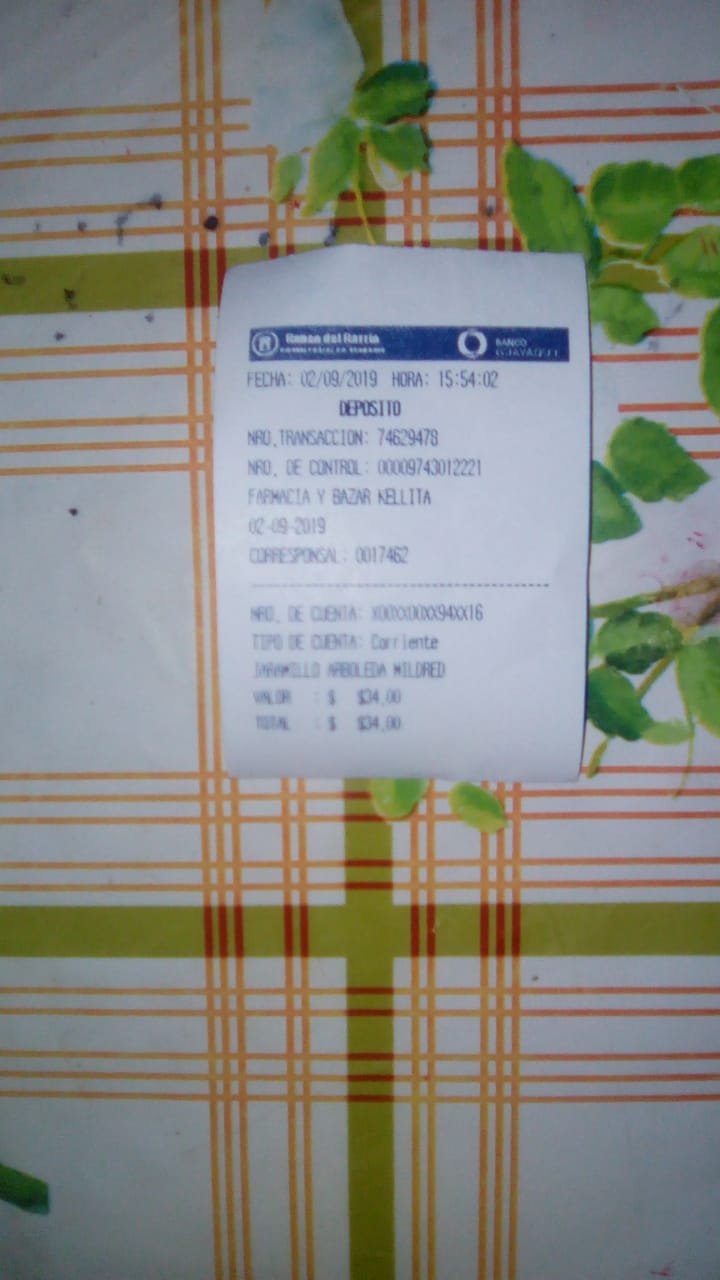 Banco del Barrio
BANCO
GUAYAQUIL
FECHA: 02/09/2019 HORA: 15:54:02
DEPOSITO
NRO.TRANSACCION: 74629478
NRO. DE CONTROL: 00009743012221
FARMACIA Y BAZAR KELLITA
02-09-2019
CORRESPONSAL: 0017462
NRO. DE CUENTA: X00XX00XX94XX16
TIPO DE CUENTA: Corriente
JARAMILLO ARBOLEDA MILDRED
VALOR : $ $34,00
TOTAL : $ $34,00